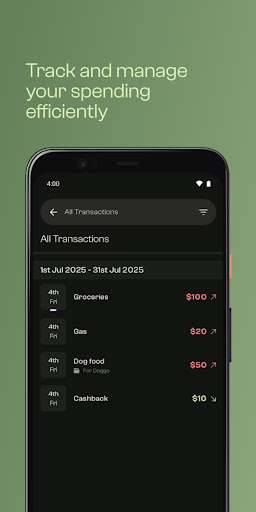 Track and manage
your spending
efficiently
4:00
All Transactions
All Transactions
1st Jul 2025 - 31st Jul 2025
4th
Fri
Groceries
$100
4th
Fri
Gas
$20
4th
Fri
Dog food
For Doggo
$50
4th
Fri
Cashback
$10